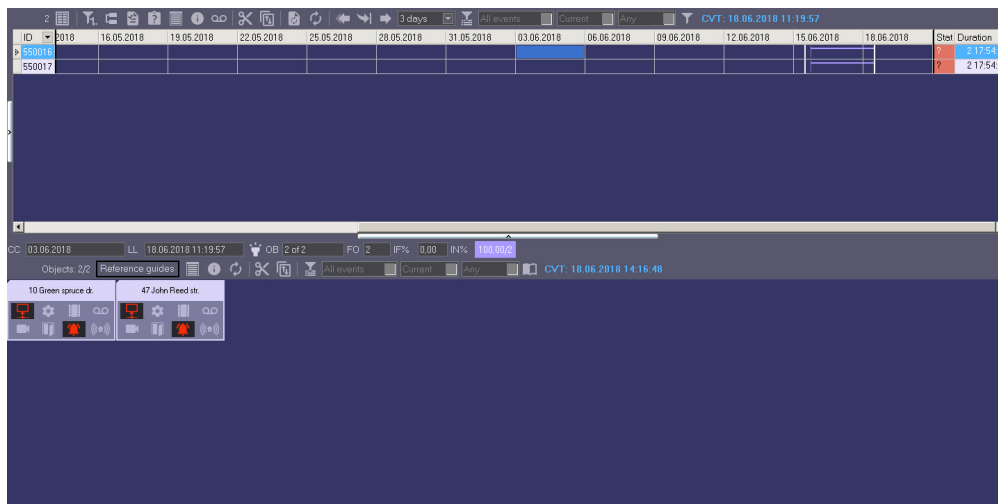 2 3 days All events Current Any CVT: 18.06.2018 11:19:57
ID 2018 16.05.2018 19.05.2018 22.05.2018 25.05.2018 28.05.2018 31.05.2018 03.06.2018 06.06.2018 09.06.2018 12.06.2018 15.06.2018 18.06.2018 Stat Duration
550016 ? 2 17:54:
550017 ? 2 17:54:
CC 03.06.2018 LL 18.06.2018 11:19:57 OB 2 of 2 FO 2 IF% 0,00 IN% 100,00/2
Objects: 2/2 Reference guides All events Current Any CVT: 18.06.2018 14:16:48
10 Green spruce dr. 47 John Reed str.